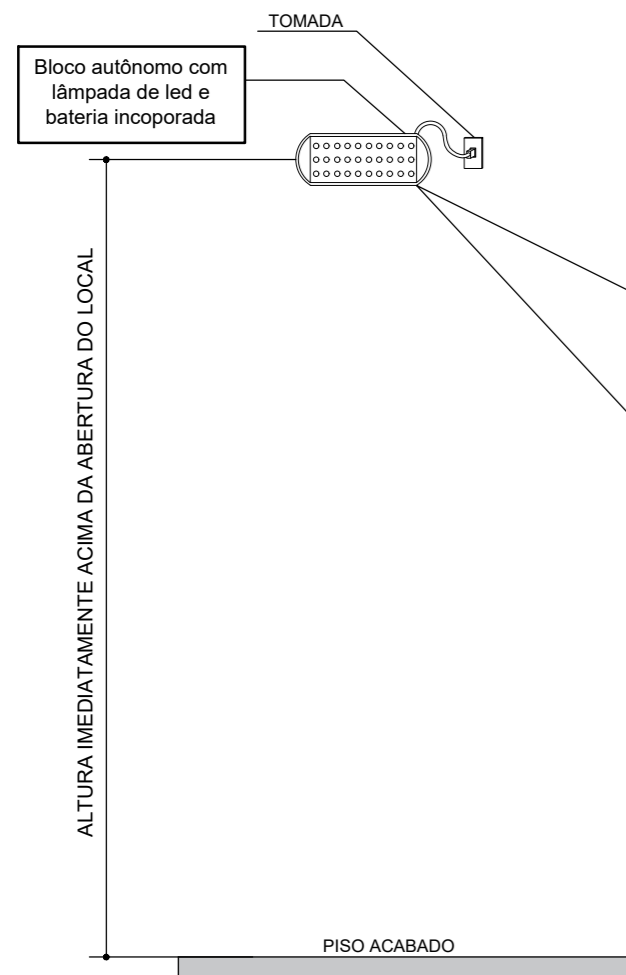 TOMADA
Bloco autônomo com
lâmpada de led e
bateria incoporada
ALTURA IMEDIATAMENTE ACIMA DA ABERTURA DO LOCAL
PISO ACABADO